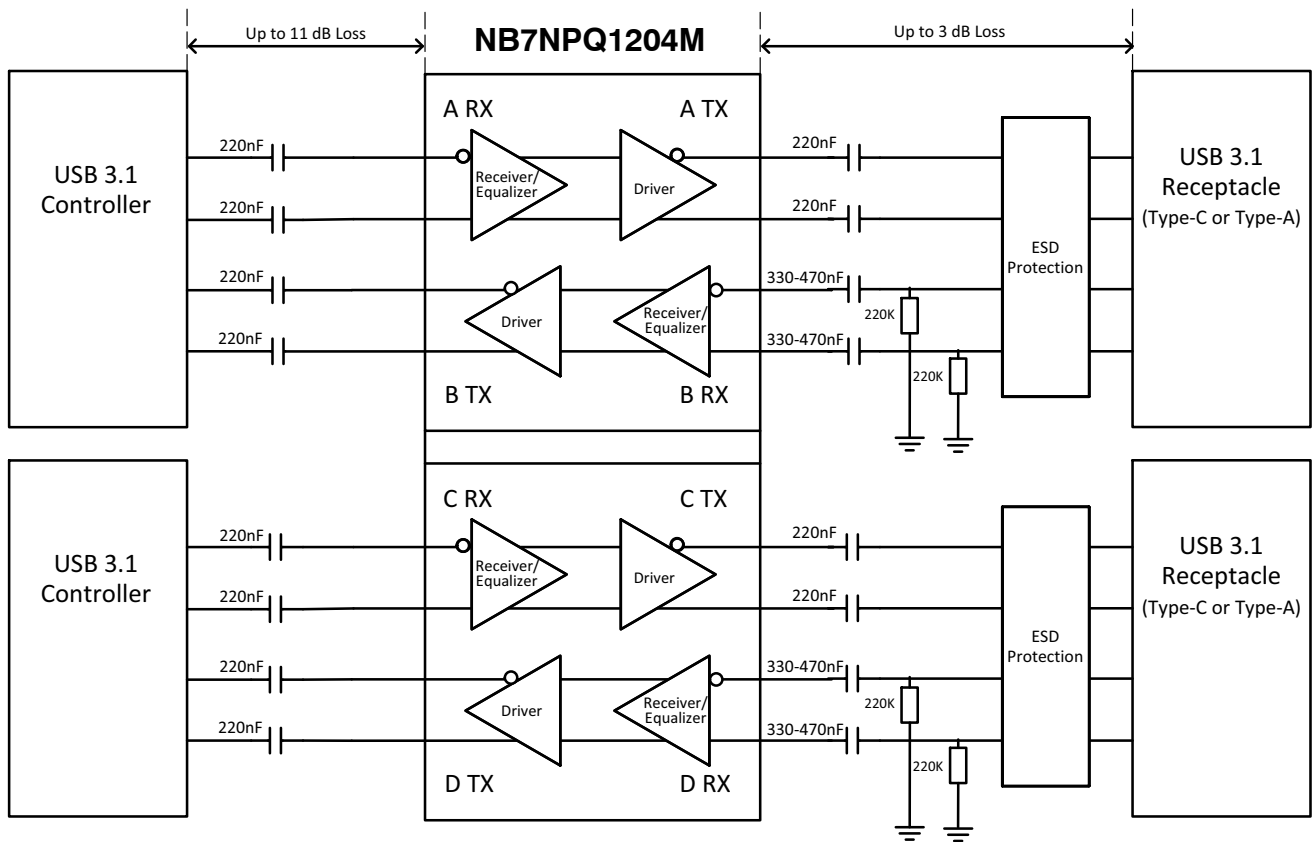 Up to 11 dB Loss
NB7NPQ1204M
Up to 3 dB Loss
USB 3.1
Controller
220nF
220nF
220nF
220nF
A RX
A TX
Receiver/
Equalizer
Driver
Driver
Receiver/
Equalizer
B TX
B RX
220nF
220nF
330-470nF
330-470nF
220K
220K
ESD
Protection
USB 3.1
Receptacle
(Type-C or Type-A)
USB 3.1
Controller
220nF
220nF
220nF
220nF
C RX
C TX
Receiver/
Equalizer
Driver
Driver
Receiver/
Equalizer
D TX
D RX
220nF
220nF
330-470nF
330-470nF
220K
220K
ESD
Protection
USB 3.1
Receptacle
(Type-C or Type-A)